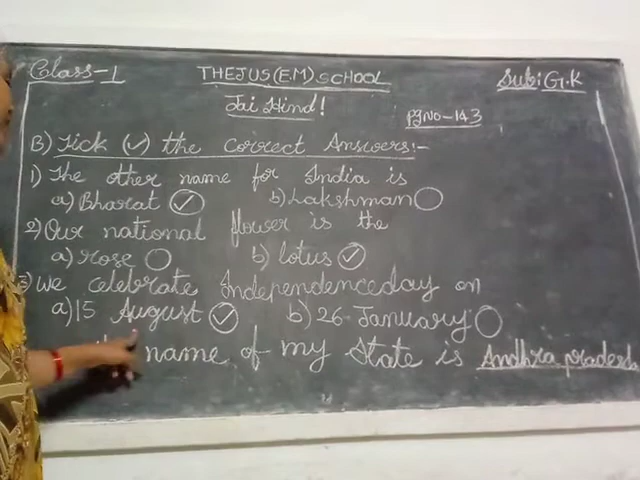 Class-1 THEJUS (E.M) SCHOOL Sub: G.K
Jai Hind!
Pg No-143
B) Tick (✓) the correct Answers:-
1) The other name for India is
a) Bharat ✓ b) Lakshman
2) Our national flower is the
a) rose b) lotus ✓
3) We celebrate Independenceday on
a) 15 August ✓ b) 26 January
name of my State is Andhra pradesh